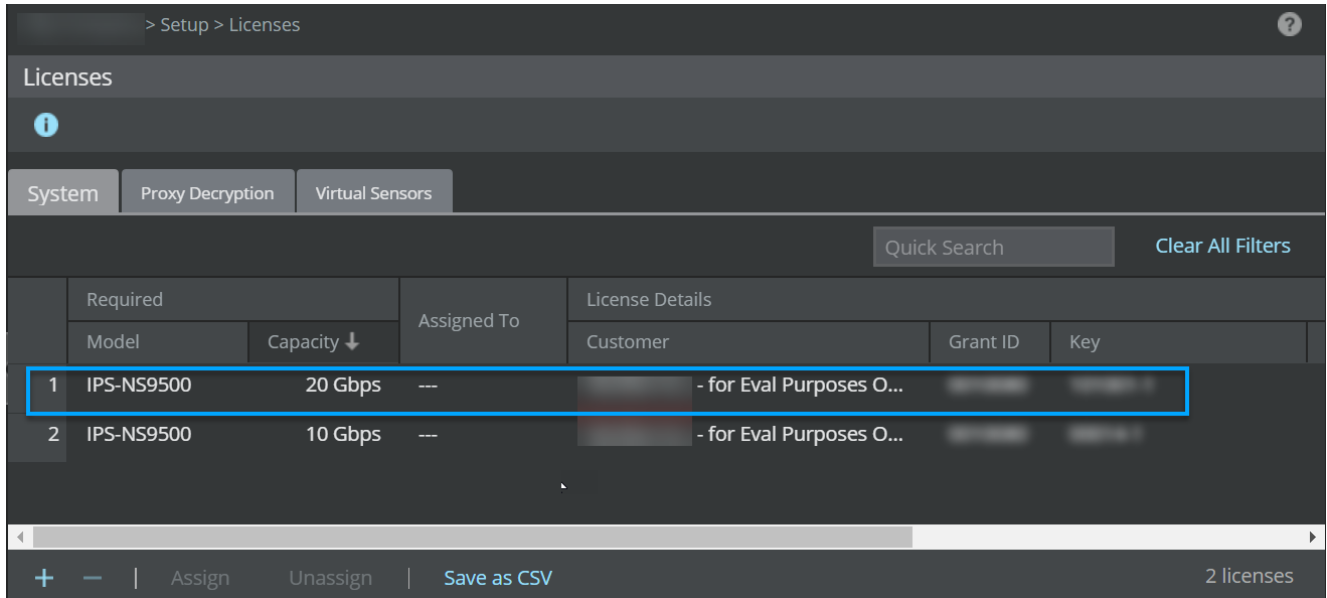 > Setup > Licenses
?
Licenses
i
System Proxy Decryption Virtual Sensors
Quick Search Clear All Filters
Required Assigned To License Details
Model Capacity Customer Grant ID Key
1 IPS-NS9500 20 Gbps --- - for Eval Purposes O...
2 IPS-NS9500 10 Gbps --- - for Eval Purposes O...
+ − | Assign Unassign | Save as CSV 2 licenses